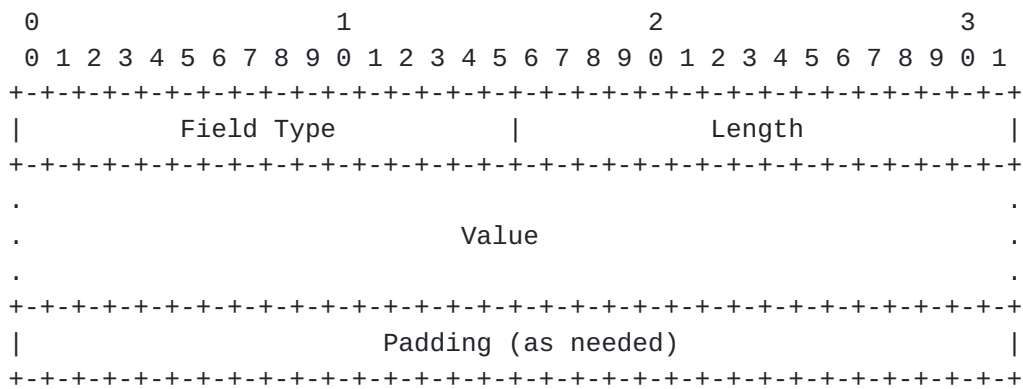 0                   1                   2                   3
 0 1 2 3 4 5 6 7 8 9 0 1 2 3 4 5 6 7 8 9 0 1 2 3 4 5 6 7 8 9 0 1
+-+-+-+-+-+-+-+-+-+-+-+-+-+-+-+-+-+-+-+-+-+-+-+-+-+-+-+-+-+-+-+-+
|          Field Type           |            Length             |
+-+-+-+-+-+-+-+-+-+-+-+-+-+-+-+-+-+-+-+-+-+-+-+-+-+-+-+-+-+-+-+-+
.                                                               .
.                            Value                              .
.                                                               .
+-+-+-+-+-+-+-+-+-+-+-+-+-+-+-+-+-+-+-+-+-+-+-+-+-+-+-+-+-+-+-+-+
|                       Padding (as needed)                     |
+-+-+-+-+-+-+-+-+-+-+-+-+-+-+-+-+-+-+-+-+-+-+-+-+-+-+-+-+-+-+-+-+